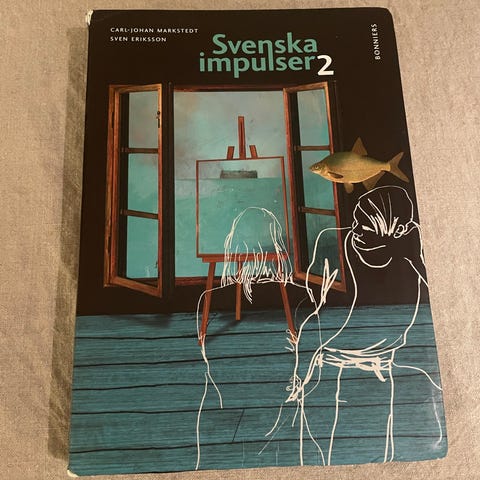 CARL-JOHAN MARKSTEDT
SVEN ERIKSSON
Svenska
impulser 2
BONNIERS